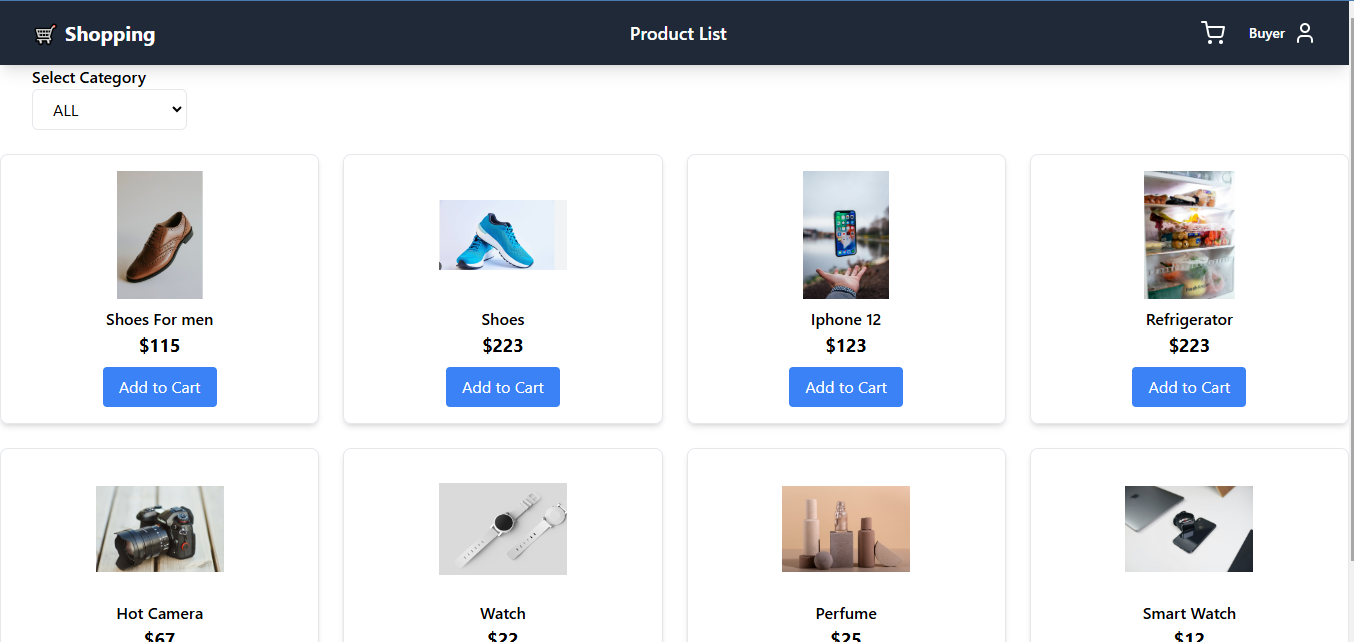 Shopping
Product List
Buyer
Select Category
ALL
Shoes For men
$115
Add to Cart
Shoes
$223
Add to Cart
Iphone 12
$123
Add to Cart
Refrigerator
$223
Add to Cart
Hot Camera
$67
Watch
$22
Perfume
$25
Smart Watch
$12